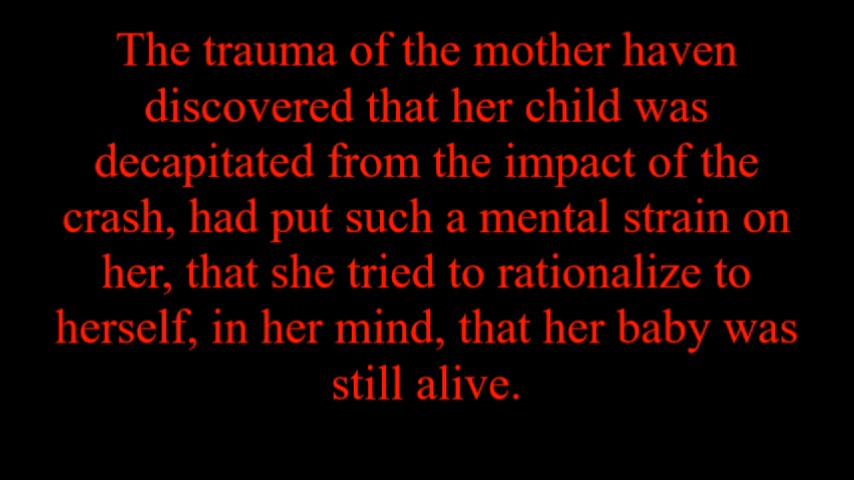 The trauma of the mother haven
discovered that her child was
decapitated from the impact of the
crash, had put such a mental strain on
her, that she tried to rationalize to
herself, in her mind, that her baby was
still alive.